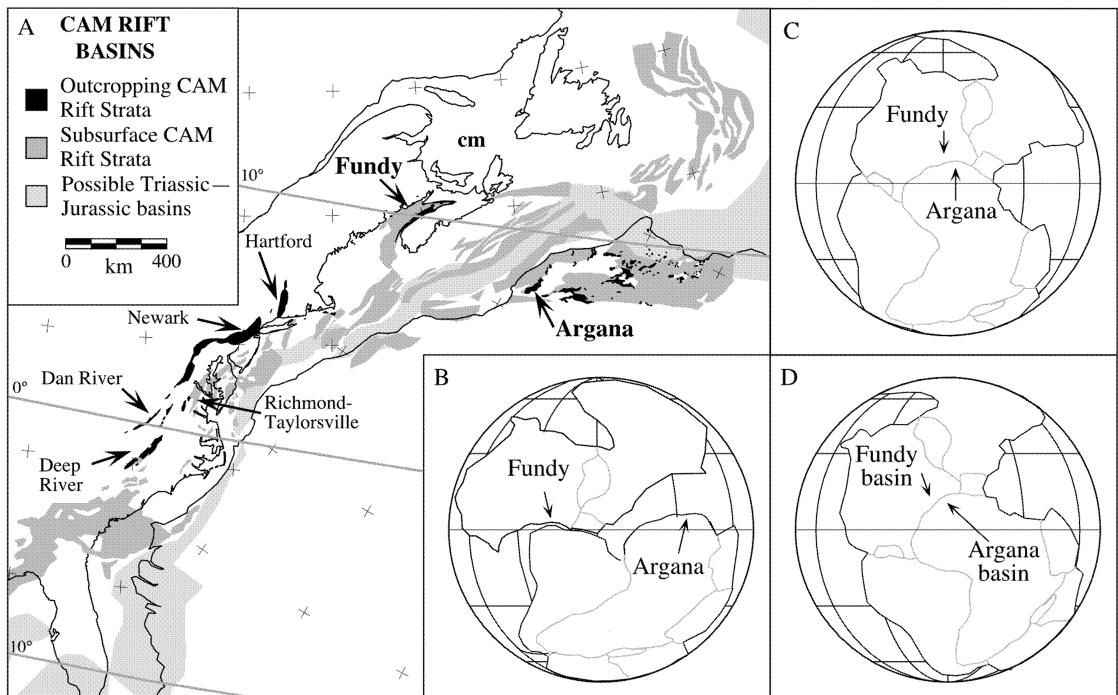 A
CAM RIFT
BASINS
Outcropping CAM
Rift Strata
Subsurface CAM
Rift Strata
Possible Triassic—
Jurassic basins
0 400
km
cm
Fundy
10°
Hartford
Newark
Argana
Dan River
0°
Richmond-
Taylorsville
Deep
River
10°
B
Fundy
Argana
C
Fundy
Argana
D
Fundy
basin
Argana
basin